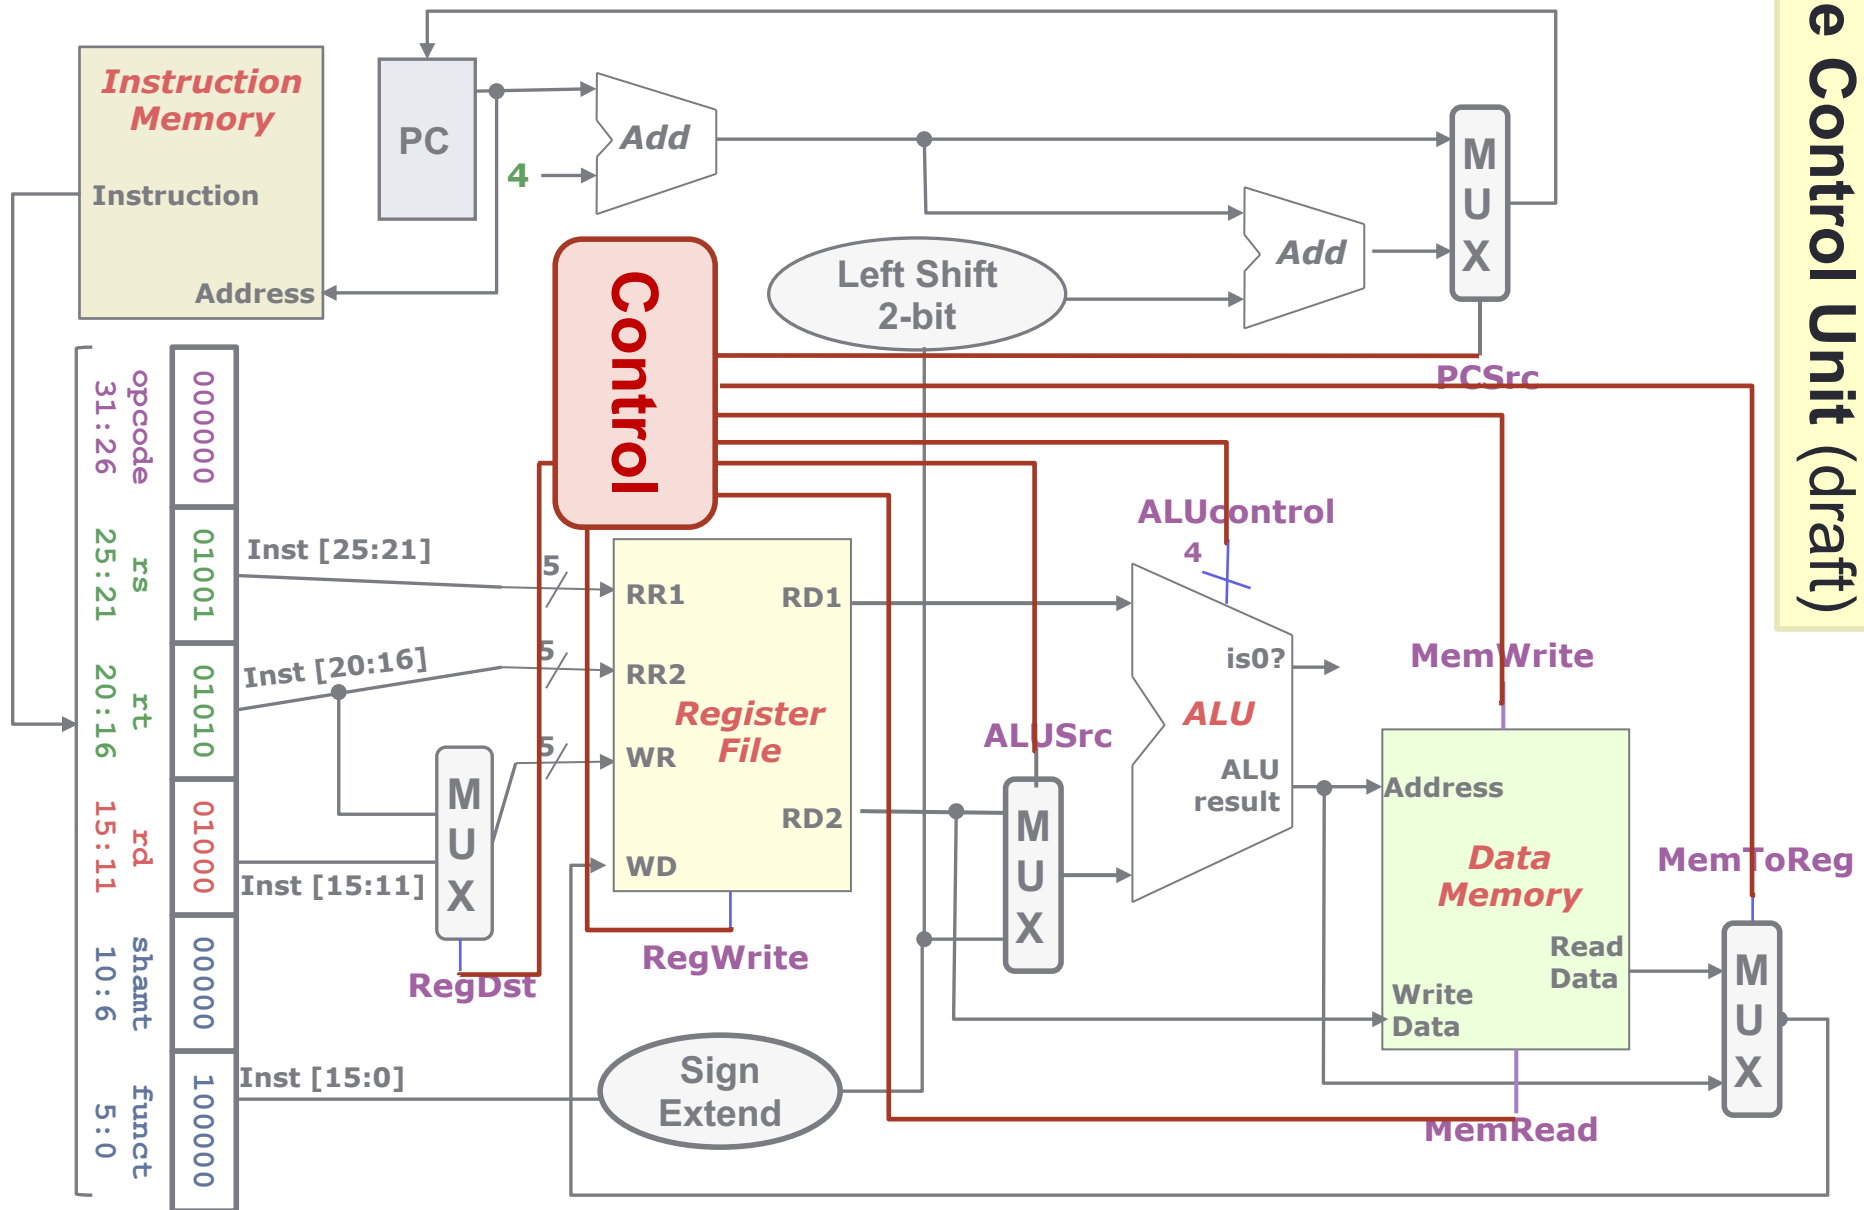 e Control Unit (draft)
Instruction
Memory
Instruction
Address
PC
4
Add
Add
M
U
X
Left Shift
2-bit
Control
PCSrc
opcode
31:26
000000
rs
25:21
01001
rt
20:16
01010
rd
15:11
01000
shamt
10:6
00000
funct
5:0
100000
Inst [25:21]
5
Inst [20:16]
5
5
Inst [15:11]
M
U
X
RegDst
Inst [15:0]
RR1
RR2
WR
WD
RD1
RD2
Register
File
RegWrite
Sign
Extend
ALUSrc
M
U
X
ALUcontrol
4
is0?
ALU
ALU
result
MemWrite
Address
Data
Memory
Read
Data
Write
Data
MemRead
MemToReg
M
U
X